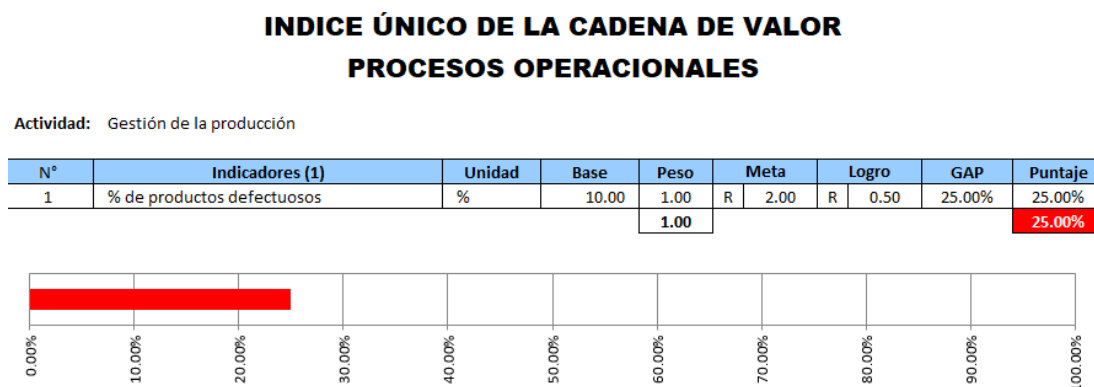 INDICE ÚNICO DE LA CADENA DE VALOR
PROCESOS OPERACIONALES
Actividad: Gestión de la producción
N° Indicadores (1) Unidad Base Peso Meta Logro GAP Puntaje
1 % de productos defectuosos % 10.00 1.00 R 2.00 R 0.50 25.00% 25.00%
1.00 25.00%
0.00% 10.00% 20.00% 30.00% 40.00% 50.00% 60.00% 70.00% 80.00% 90.00% 100.00%